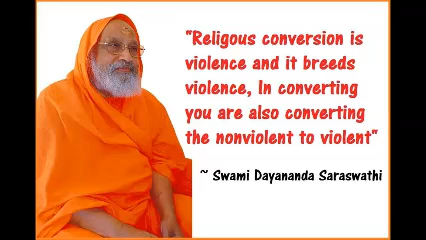 "Religous conversion is
violence and it breeds
violence, In converting
you are also converting
the nonviolent to violent"
~ Swami Dayananda Saraswathi